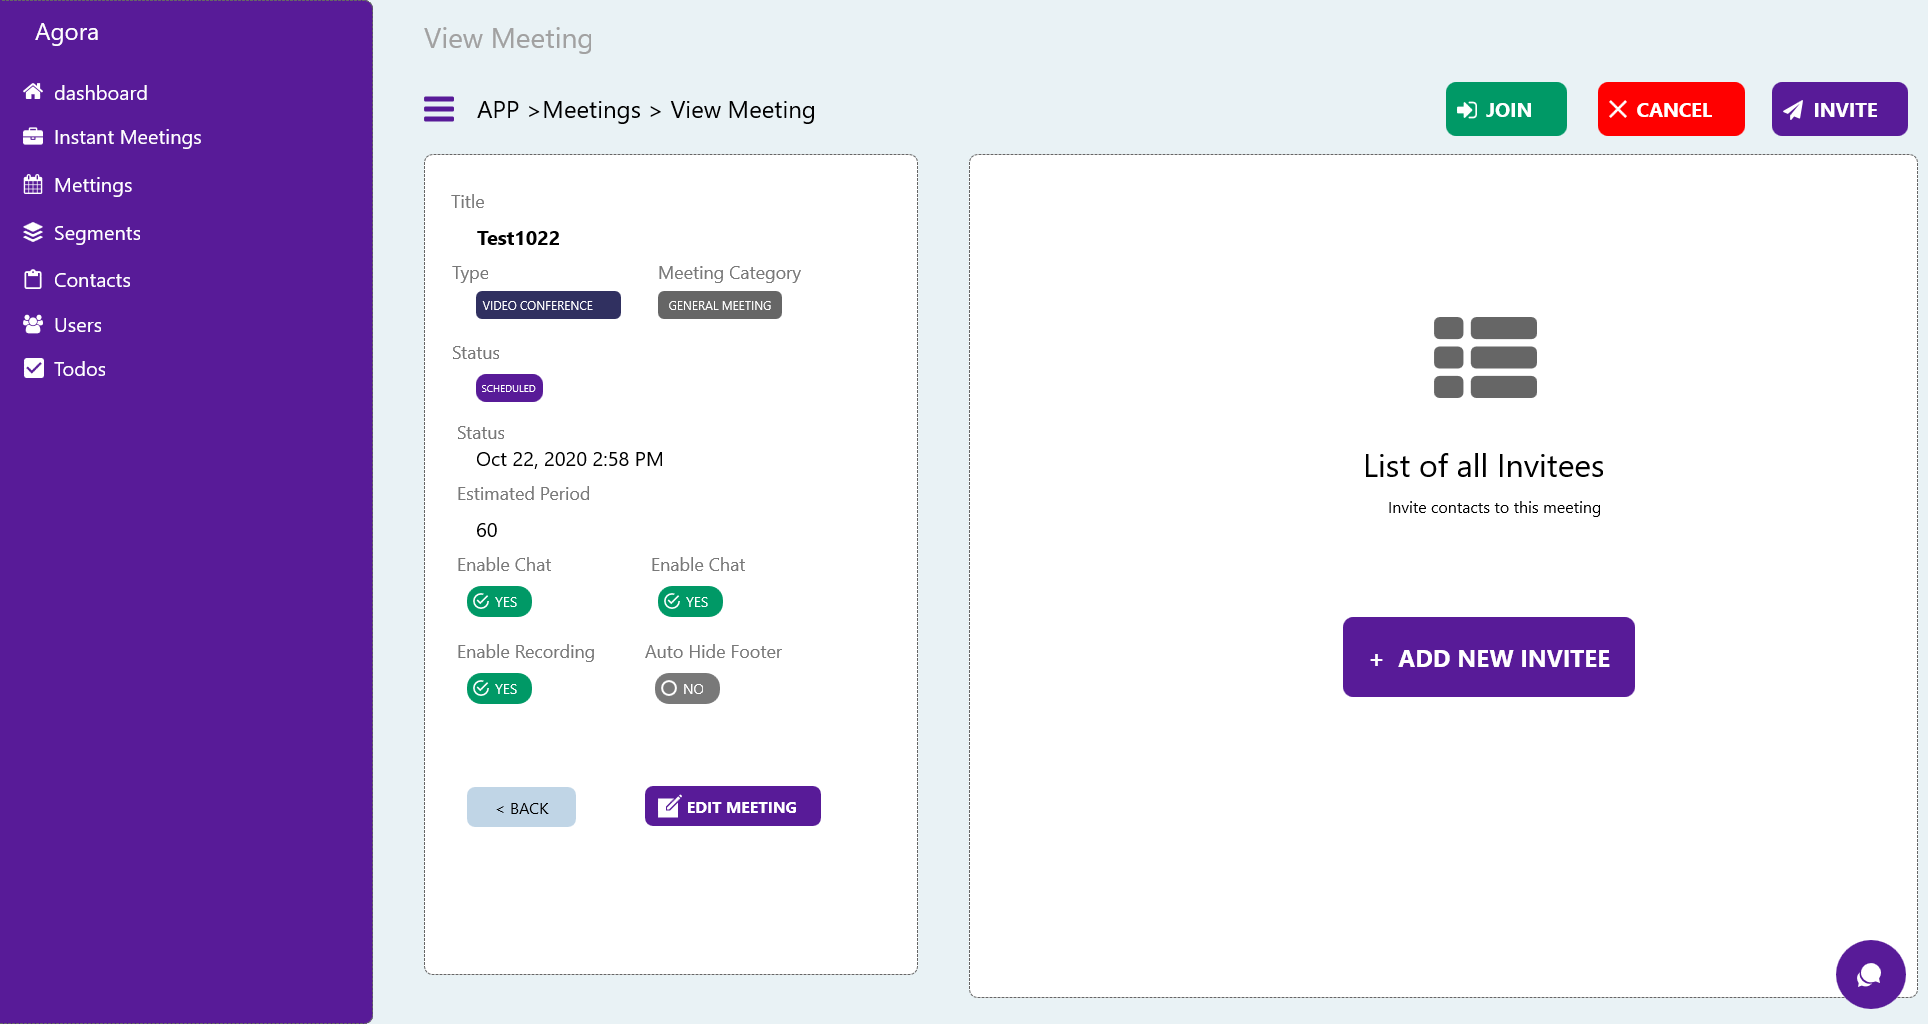 Agora
dashboard
Instant Meetings
Mettings
Segments
Contacts
Users
Todos
View Meeting
APP >Meetings > View Meeting
JOIN
CANCEL
INVITE
Title
Test1022
Type
Meeting Category
VIDEO CONFERENCE
GENERAL MEETING
Status
SCHEDULED
Status
Oct 22, 2020 2:58 PM
Estimated Period
60
Enable Chat
Enable Chat
YES
YES
Enable Recording
Auto Hide Footer
YES
NO
< BACK
EDIT MEETING
List of all Invitees
Invite contacts to this meeting
+ ADD NEW INVITEE